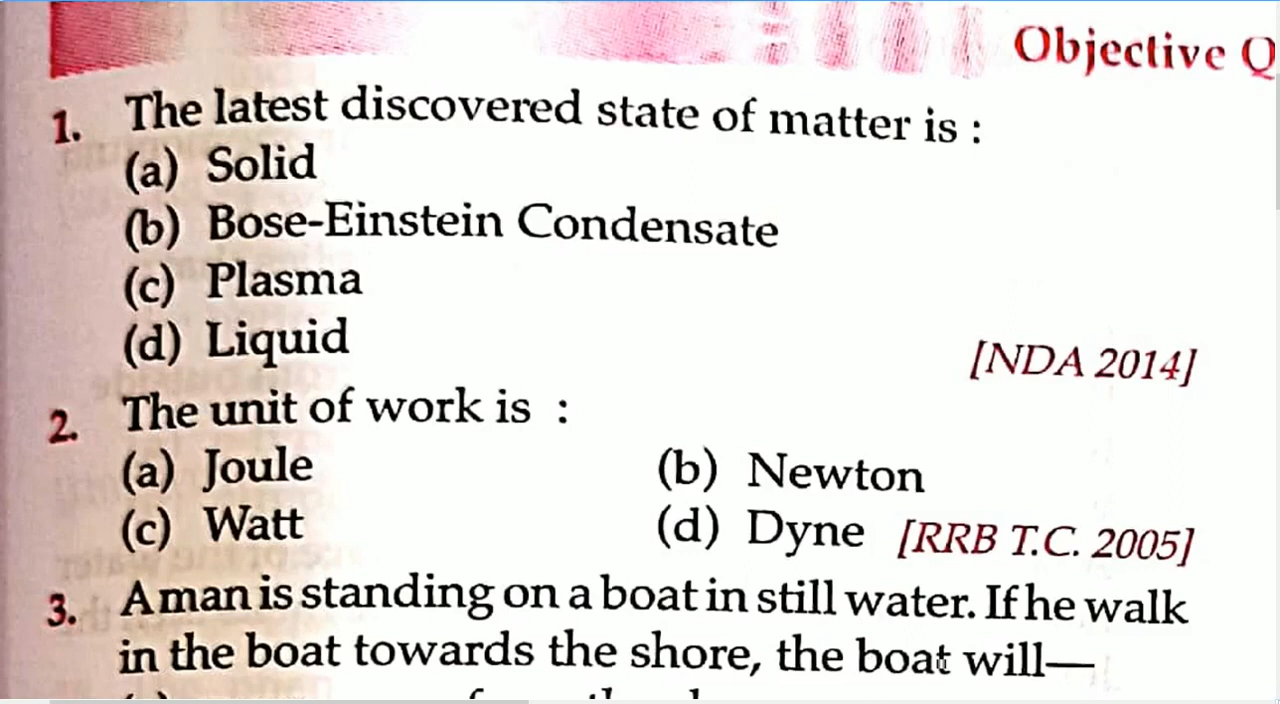 Objective Q
1. The latest discovered state of matter is :
(a) Solid
(b) Bose-Einstein Condensate
(c) Plasma
(d) Liquid
[NDA 2014]
2. The unit of work is :
(a) Joule (b) Newton
(c) Watt (d) Dyne [RRB T.C. 2005]
3. A man is standing on a boat in still water. If he walk
in the boat towards the shore, the boat will—